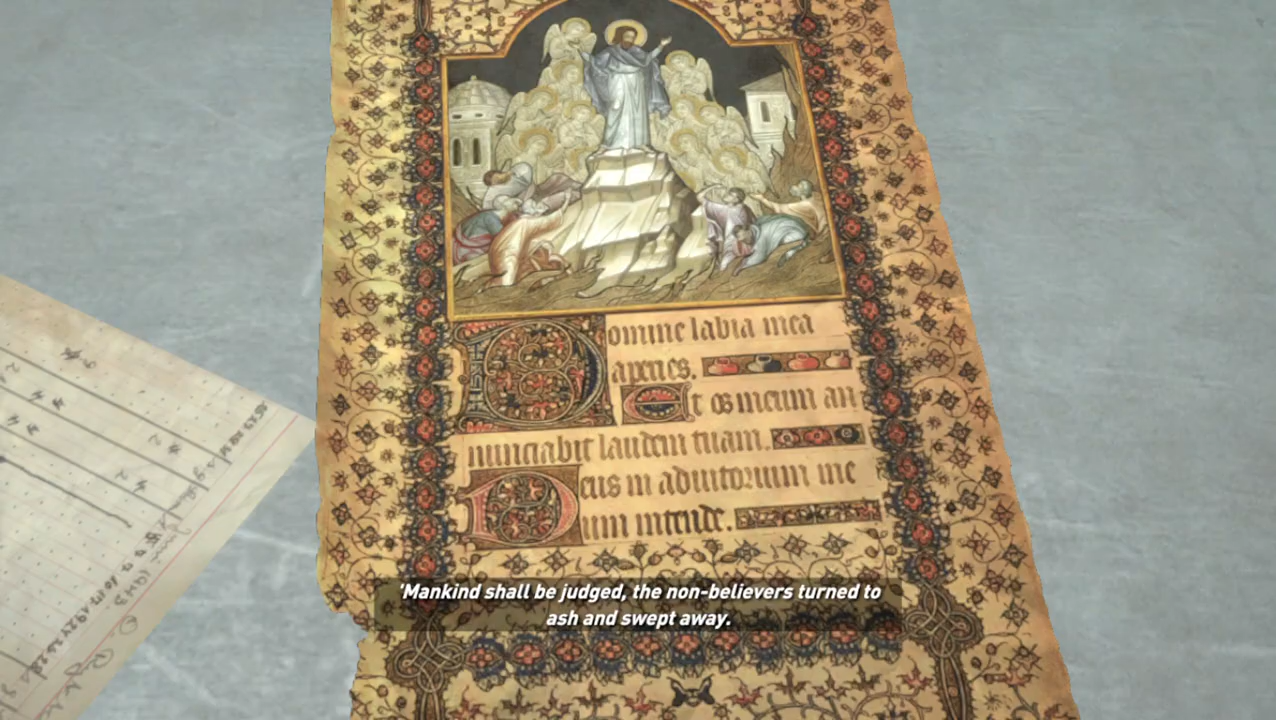 Domine labia mea
aperies.
Et os meum an
nunciabit laudem tuam.
Deus in adiutorium me
um intende.
'Mankind shall be judged, the non-believers turned to
ash and swept away.